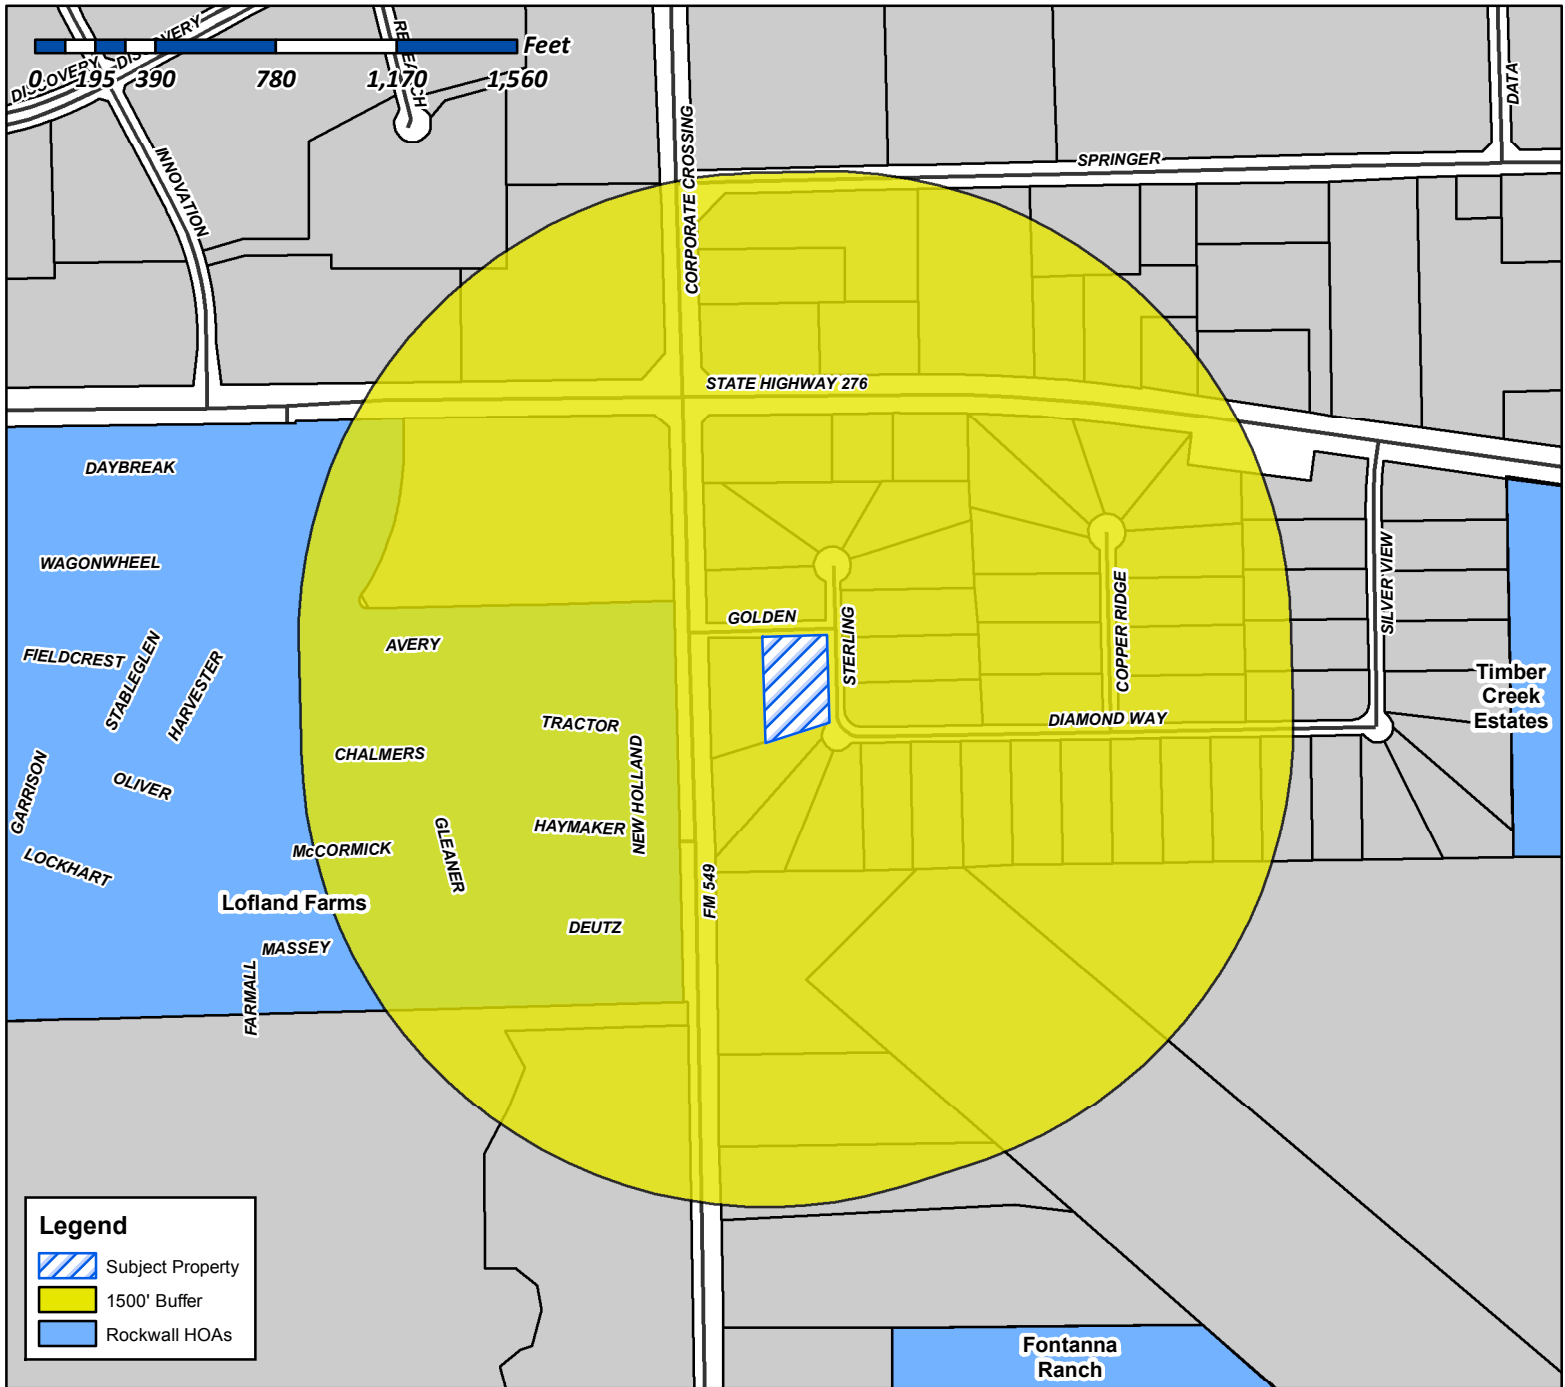 DISCOVERY
DISCOVERY
RESEARCH
Feet
0 195 390 780 1,170 1,560
INNOVATION
CORPORATE CROSSING
SPRINGER
DATA
STATE HIGHWAY 276
DAYBREAK
WAGONWHEEL
FIELDCREST
STABLEGLEN
HARVESTER
AVERY
GOLDEN
STERLING
COPPER RIDGE
SILVER VIEW
Timber
Creek
Estates
TRACTOR
DIAMOND WAY
CHALMERS
NEW HOLLAND
GARRISON
OLIVER
HAYMAKER
McCORMICK
GLEANER
LOCKHART
FM 549
Lofland Farms
DEUTZ
MASSEY
FARMALL
Legend
Subject Property
1500' Buffer
Rockwall HOAs
Fontanna
Ranch